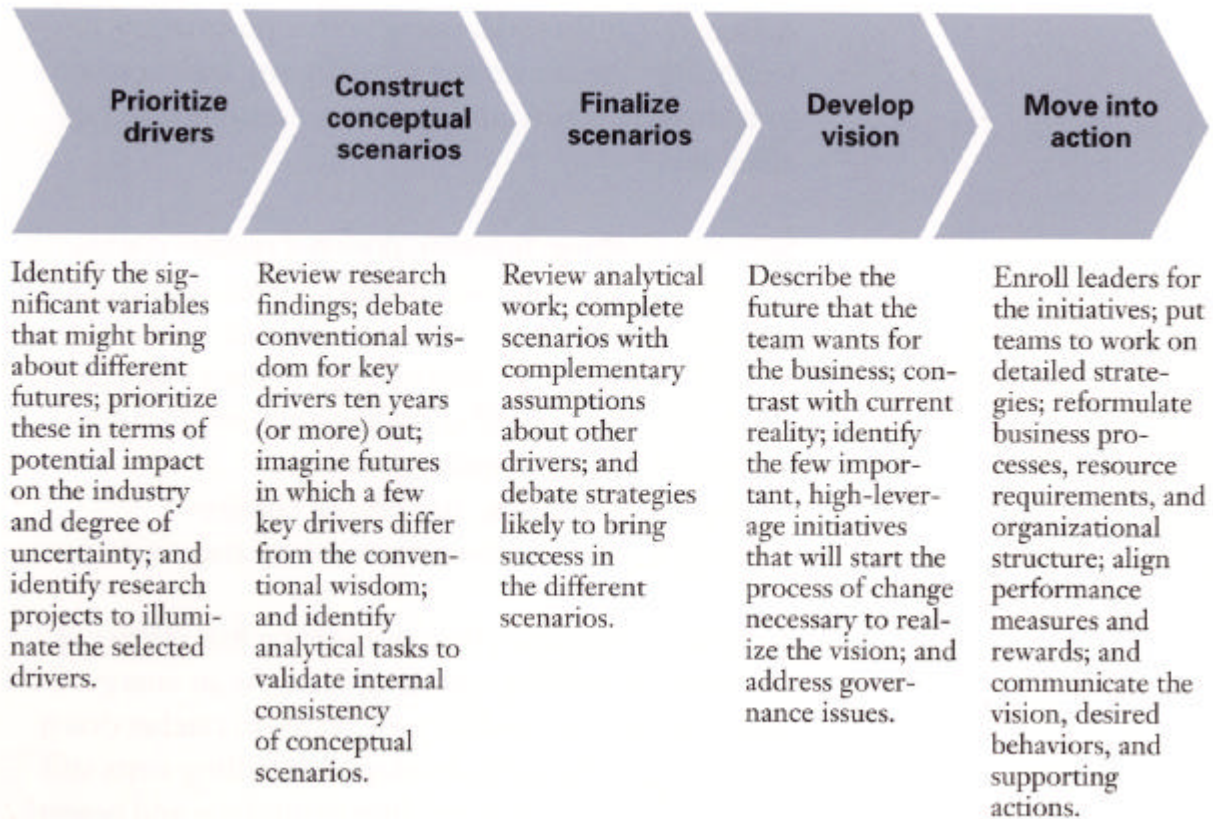 Prioritize
drivers
Construct
conceptual
scenarios
Finalize
scenarios
Develop
vision
Move into
action
Identify the sig-
nificant variables
that might bring
about different
futures; prioritize
these in terms of
potential impact
on the industry
and degree of
uncertainty; and
identify research
projects to illumi-
nate the selected
drivers.
Review research
findings; debate
conventional wis-
dom for key
drivers ten years
(or more) out;
imagine futures
in which a few
key drivers differ
from the conven-
tional wisdom;
and identify
analytical tasks to
validate internal
consistency
of conceptual
scenarios.
Review analytical
work; complete
scenarios with
complementary
assumptions
about other
drivers; and
debate strategies
likely to bring
success in
the different
scenarios.
Describe the
future that the
team wants for
the business; con-
trast with current
reality; identify
the few impor-
tant, high-lever-
age initiatives
that will start the
process of change
necessary to real-
ize the vision; and
address gover-
nance issues.
Enroll leaders for
the initiatives; put
teams to work on
detailed strate-
gies; reformulate
business pro-
cesses, resource
requirements, and
organizational
structure; align
performance
measures and
rewards; and
communicate the
vision, desired
behaviors, and
supporting
actions.